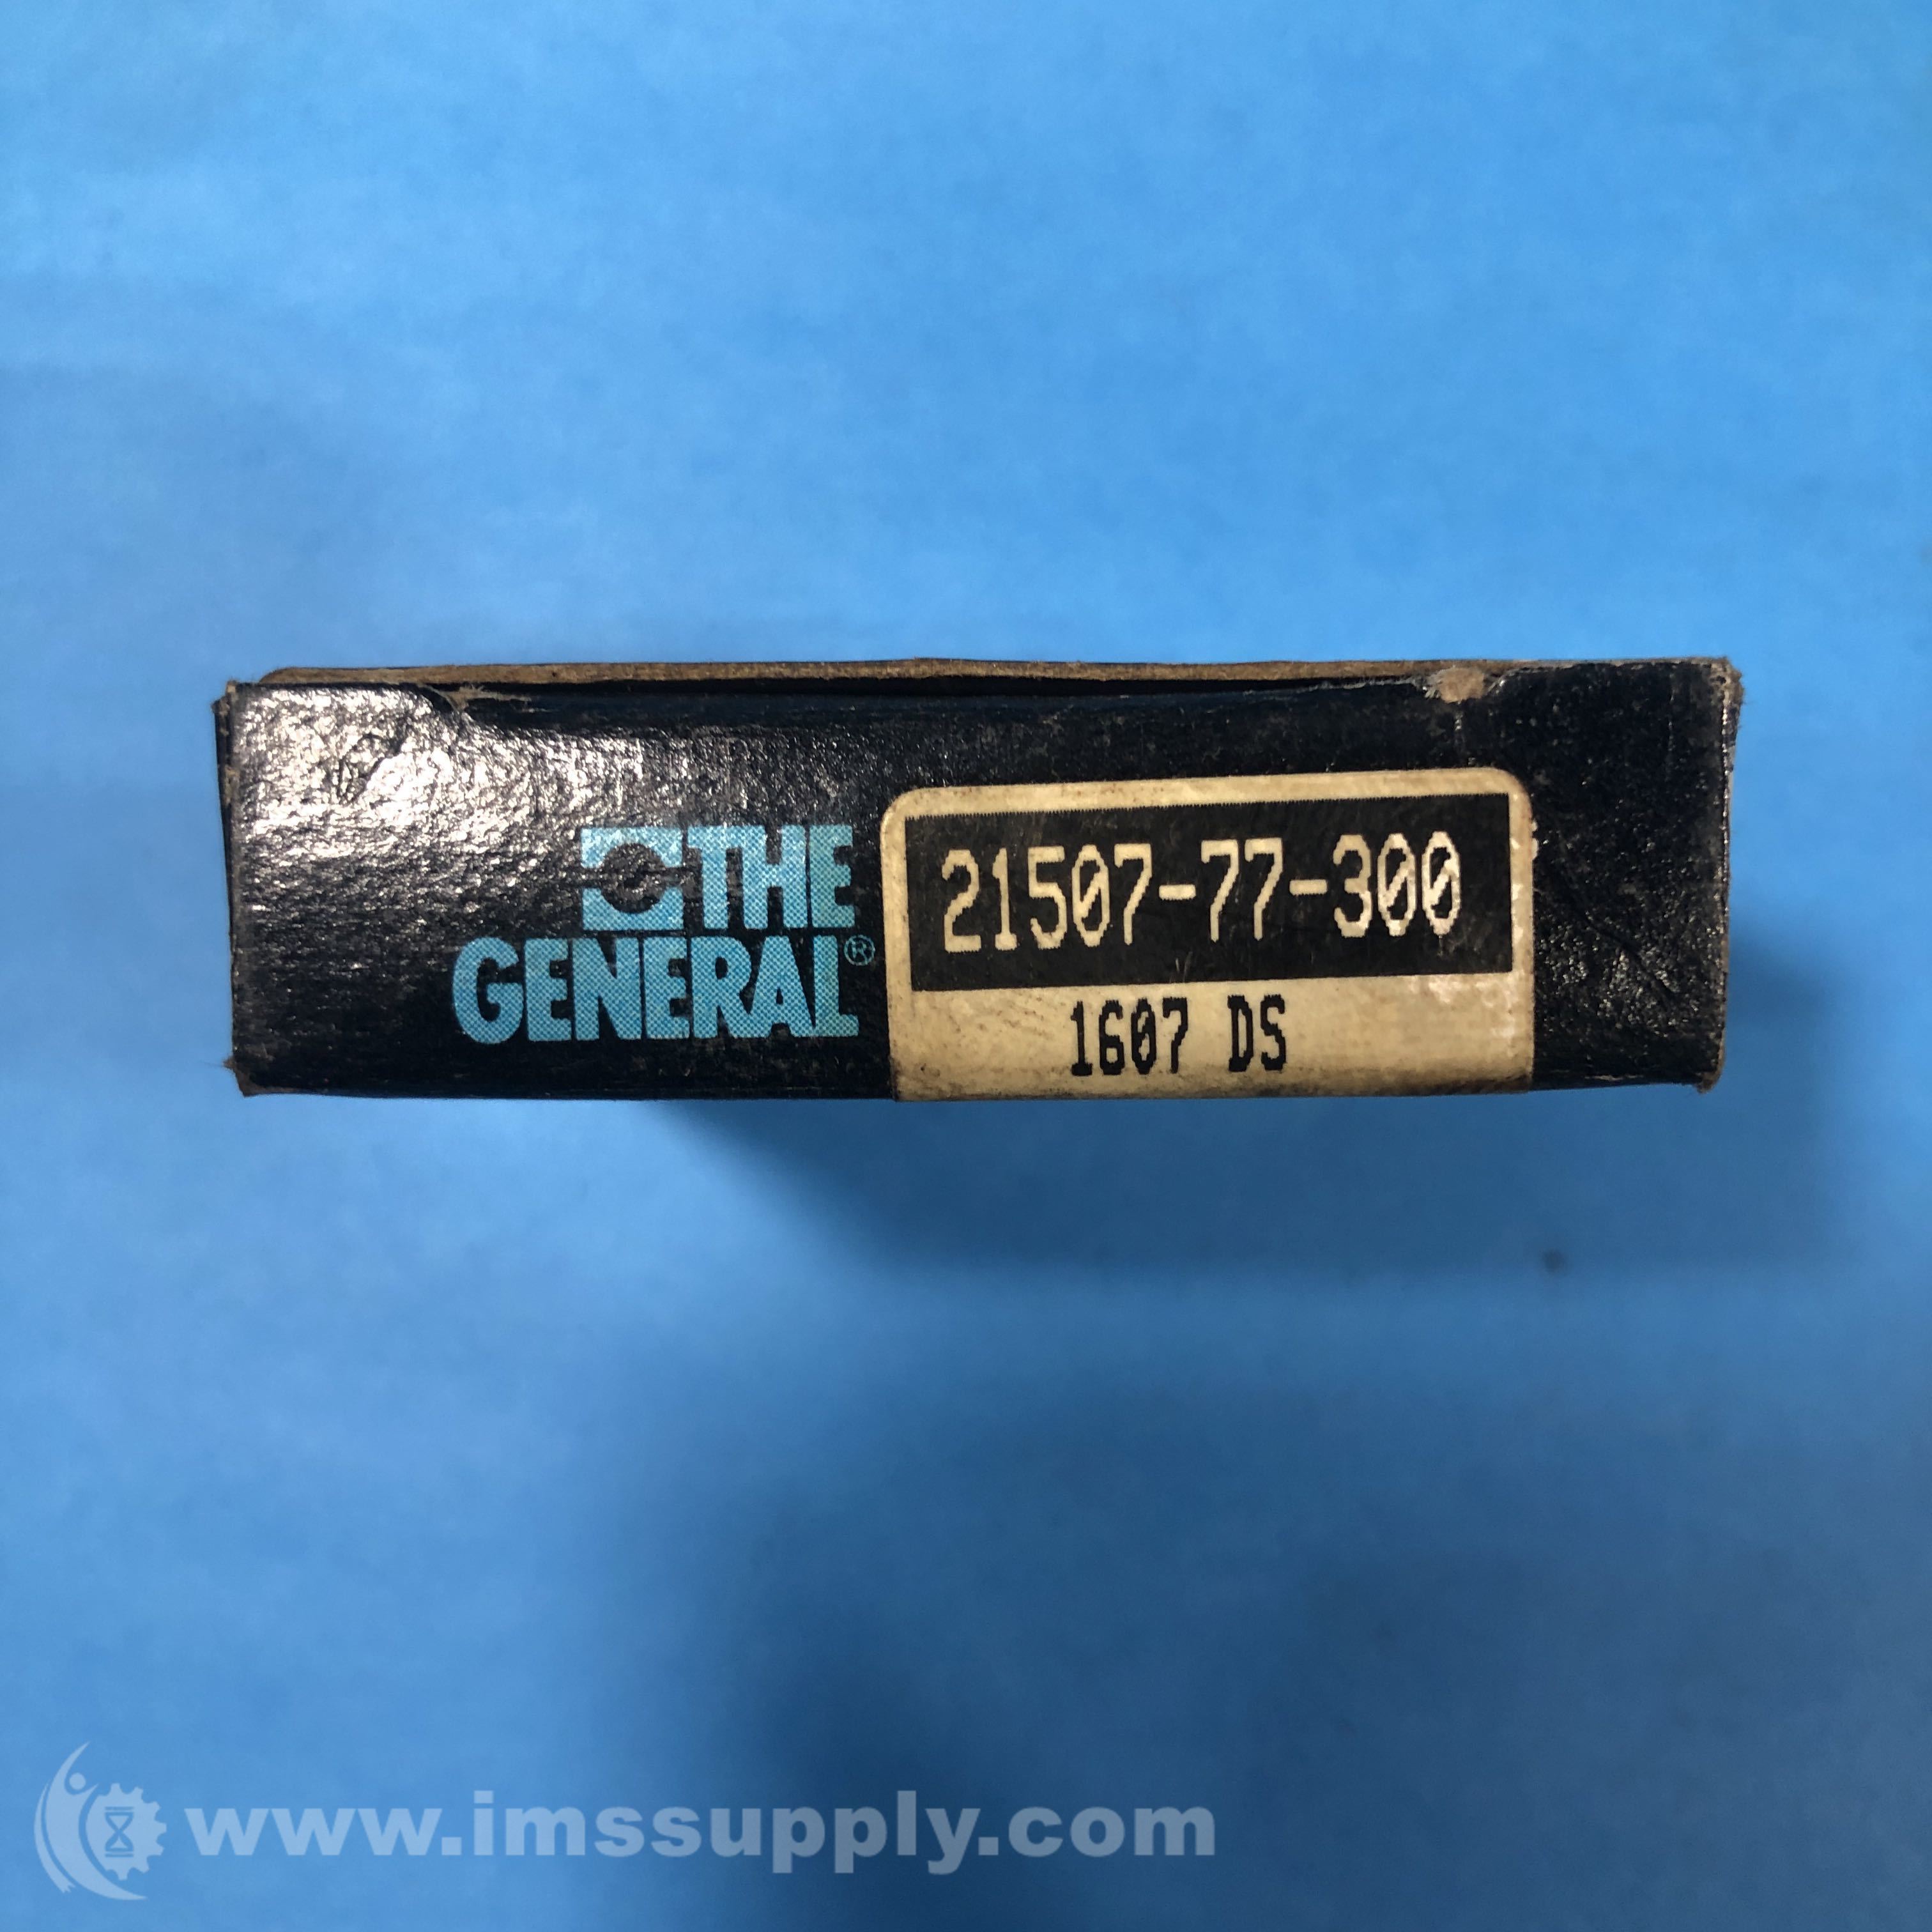 THE
GENERAL®
21507-77-300
1607 DS
www.imssupply.com